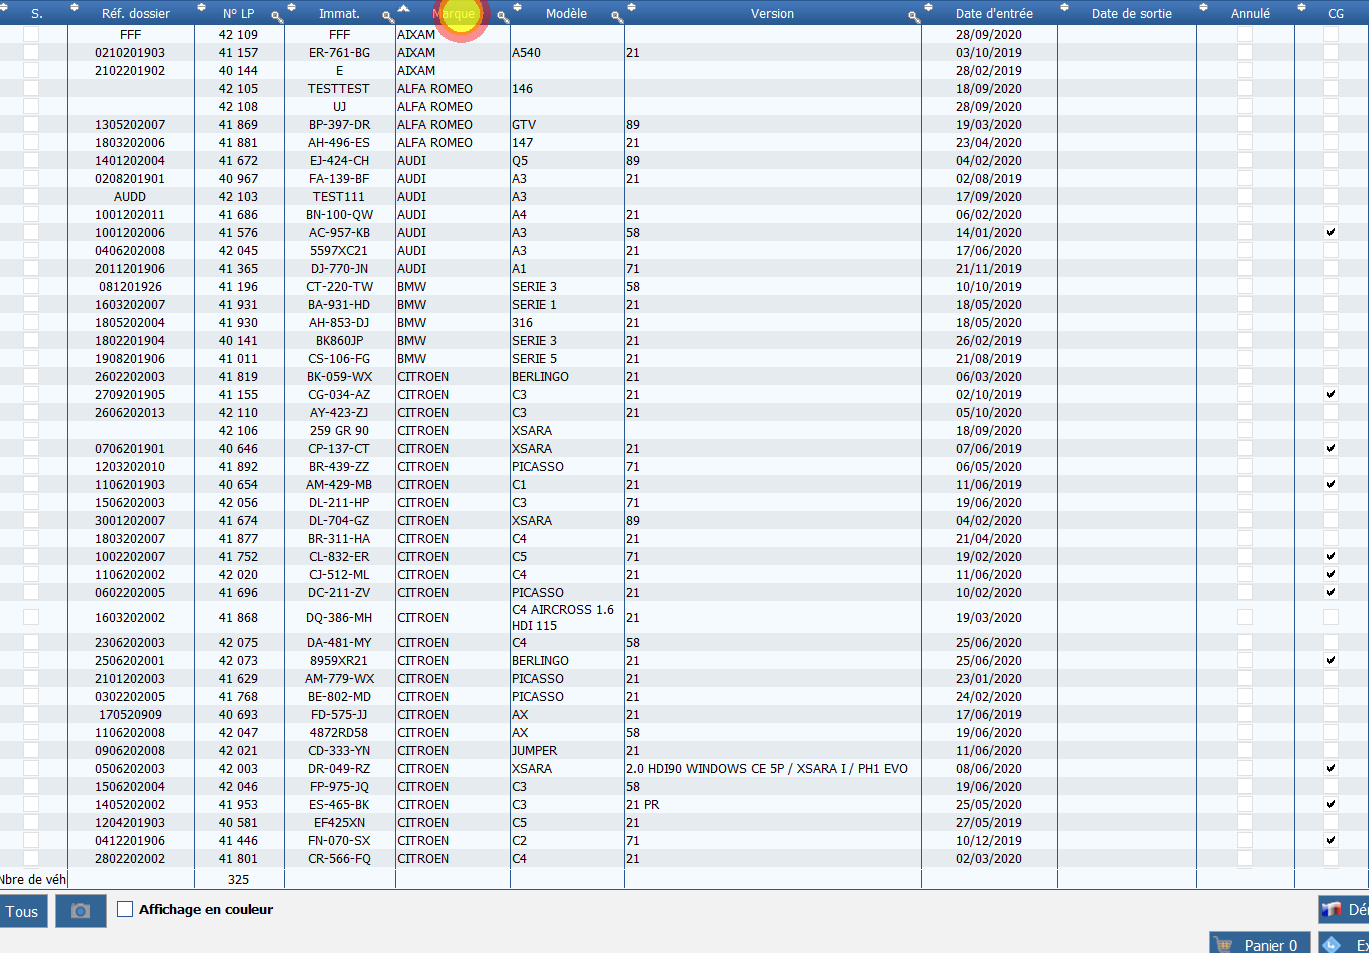 S. Réf. dossier N° LP Immat. Marque Modèle Version Date d'entrée Date de sortie Annulé CG
FFF 42 109 FFF AIXAM 28/09/2020
0210201903 41 157 ER-761-BG AIXAM A540 21 03/10/2019
2102201902 40 144 E AIXAM 28/02/2019
42 105 TESTTEST ALFA ROMEO 146 18/09/2020
42 108 UJ ALFA ROMEO 28/09/2020
1305202007 41 869 BP-397-DR ALFA ROMEO GTV 89 19/03/2020
1803202006 41 881 AH-496-ES ALFA ROMEO 147 21 23/04/2020
1401202004 41 672 EJ-424-CH AUDI Q5 89 04/02/2020
0208201901 40 967 FA-139-BF AUDI A3 21 02/08/2019
AUDD 42 103 TEST111 AUDI A3 17/09/2020
1001202011 41 686 BN-100-QW AUDI A4 21 06/02/2020
1001202006 41 576 AC-957-KB AUDI A3 58 14/01/2020
0406202008 42 045 5597XC21 AUDI A3 21 17/06/2020
2011201906 41 365 DJ-770-JN AUDI A1 71 21/11/2019
081201926 41 196 CT-220-TW BMW SERIE 3 58 10/10/2019
1603202007 41 931 BA-931-HD BMW SERIE 1 21 18/05/2020
1805202004 41 930 AH-853-DJ BMW 316 21 18/05/2020
1802201904 40 141 BK860JP BMW SERIE 3 21 26/02/2019
1908201906 41 011 CS-106-FG BMW SERIE 5 21 21/08/2019
2602202003 41 819 BK-059-WX CITROEN BERLINGO 21 06/03/2020
2709201905 41 155 CG-034-AZ CITROEN C3 21 02/10/2019
2606202013 42 110 AY-423-ZJ CITROEN C3 21 05/10/2020
42 106 259 GR 90 CITROEN XSARA 18/09/2020
0706201901 40 646 CP-137-CT CITROEN XSARA 21 07/06/2019
1203202010 41 892 BR-439-ZZ CITROEN PICASSO 71 06/05/2020
1106201903 40 654 AM-429-MB CITROEN C1 21 11/06/2019
1506202003 42 056 DL-211-HP CITROEN C3 71 19/06/2020
3001202007 41 674 DL-704-GZ CITROEN XSARA 89 04/02/2020
1803202007 41 877 BR-311-HA CITROEN C4 21 21/04/2020
1002202007 41 752 CL-832-ER CITROEN C5 71 19/02/2020
1106202002 42 020 CJ-512-ML CITROEN C4 21 11/06/2020
0602202005 41 696 DC-211-ZV CITROEN PICASSO 21 10/02/2020
1603202002 41 868 DQ-386-MH CITROEN C4 AIRCROSS 1.6 HDI 115 21 19/03/2020
2306202003 42 075 DA-481-MY CITROEN C4 58 25/06/2020
2506202001 42 073 8959XR21 CITROEN BERLINGO 21 25/06/2020
2101202003 41 629 AM-779-WX CITROEN PICASSO 21 23/01/2020
0302202005 41 768 BE-802-MD CITROEN PICASSO 21 24/02/2020
170520909 40 693 FD-575-JJ CITROEN AX 21 17/06/2019
1106202008 42 047 4872RD58 CITROEN AX 58 19/06/2020
0906202008 42 021 CD-333-YN CITROEN JUMPER 21 11/06/2020
0506202003 42 003 DR-049-RZ CITROEN XSARA 2.0 HDI90 WINDOWS CE 5P / XSARA I / PH1 EVO 08/06/2020
1506202004 42 046 FP-975-JQ CITROEN C3 58 19/06/2020
1405202002 41 953 ES-465-BK CITROEN C3 21 PR 25/05/2020
1204201903 40 581 EF425XN CITROEN C5 21 27/05/2019
0412201906 41 446 FN-070-SX CITROEN C2 71 10/12/2019
2802202002 41 801 CR-566-FQ CITROEN C4 21 02/03/2020
Nbre de véh 325
Tous Affichage en couleur Dér
Panier 0 Ex